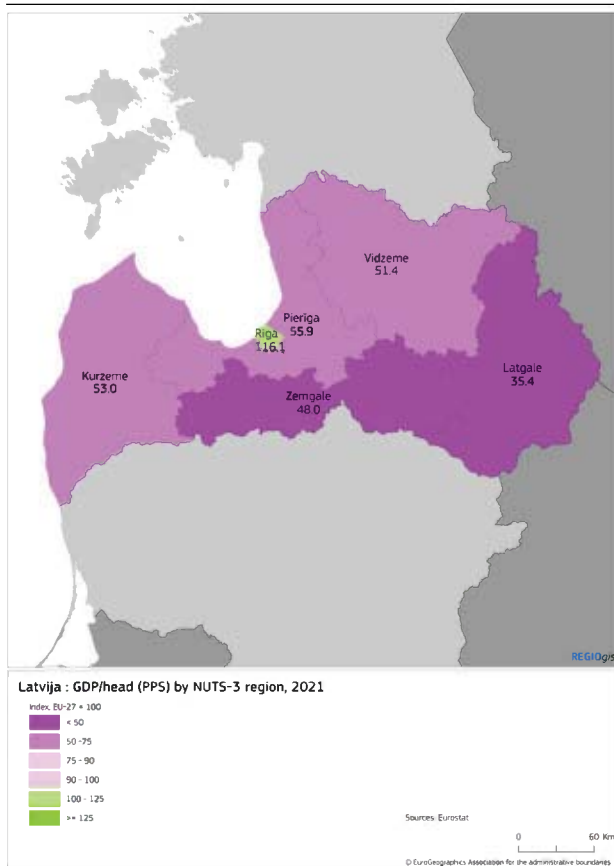 Vidzeme
51.4
Pierīga
55.9
Rīga
116.1
Kurzeme
53.0
Latgale
35.4
Zemgale
48.0
REGIOgis
Latvija : GDP/head (PPS) by NUTS-3 region, 2021
Index, EU-27 = 100
< 50
50 - 75
75 - 90
90 - 100
100 - 125
>= 125
Sources: Eurostat
0 60 Km
© EuroGeographics Association for the administrative boundaries